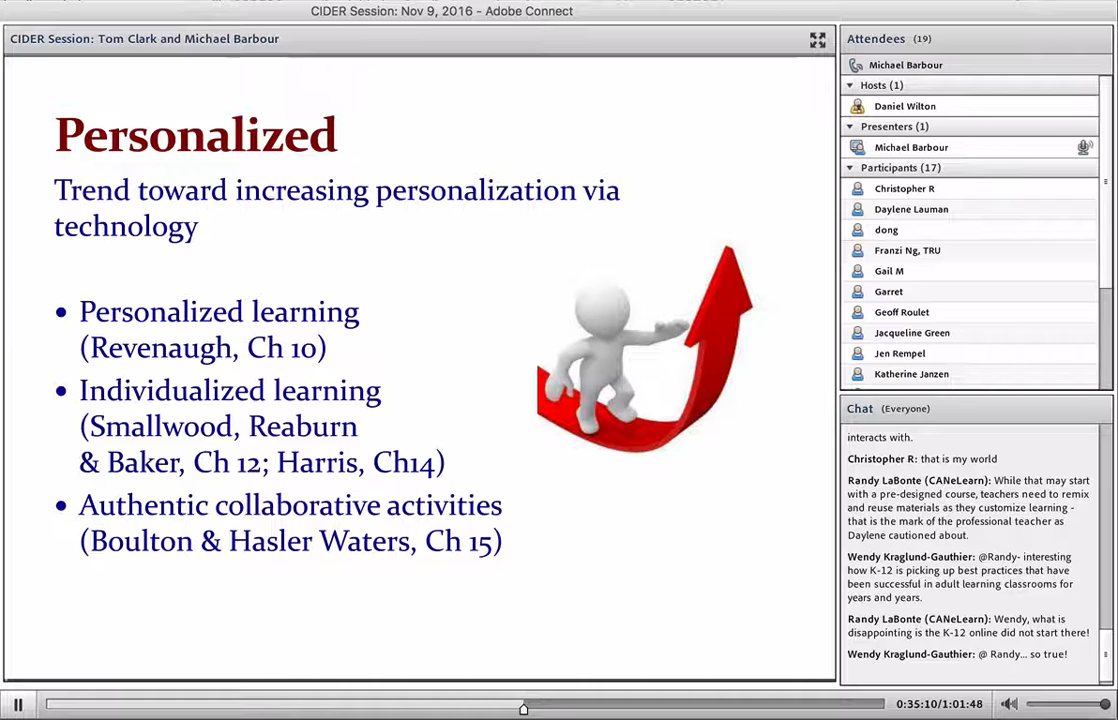 CIDER Session: Nov 9, 2016 - Adobe Connect
CIDER Session: Tom Clark and Michael Barbour
Personalized
Trend toward increasing personalization via
technology
• Personalized learning
(Revenaugh, Ch 10)
• Individualized learning
(Smallwood, Reaburn
& Baker, Ch 12; Harris, Ch14)
• Authentic collaborative activities
(Boulton & Hasler Waters, Ch 15)
Attendees (19)
Michael Barbour
Hosts (1)
Daniel Wilton
Presenters (1)
Michael Barbour
Participants (17)
Christopher R
Daylene Lauman
dong
Franzi Ng, TRU
Gail M
Garret
Geoff Roulet
Jacqueline Green
Jen Rempel
Katherine Janzen
Chat (Everyone)
interacts with.
Christopher R: that is my world
Randy LaBonte (CANeLearn): While that may start
with a pre-designed course, teachers need to remix
and reuse materials as they customize learning -
that is the mark of the professional teacher as
Daylene cautioned about.
Wendy Kraglund-Gauthier: @Randy- interesting
how K-12 is picking up best practices that have
been successful in adult learning classrooms for
years and years.
Randy LaBonte (CANeLearn): Wendy, what is
disappointing is the K-12 online did not start there!
Wendy Kraglund-Gauthier: @ Randy... so true!
0:35:10/1:01:48